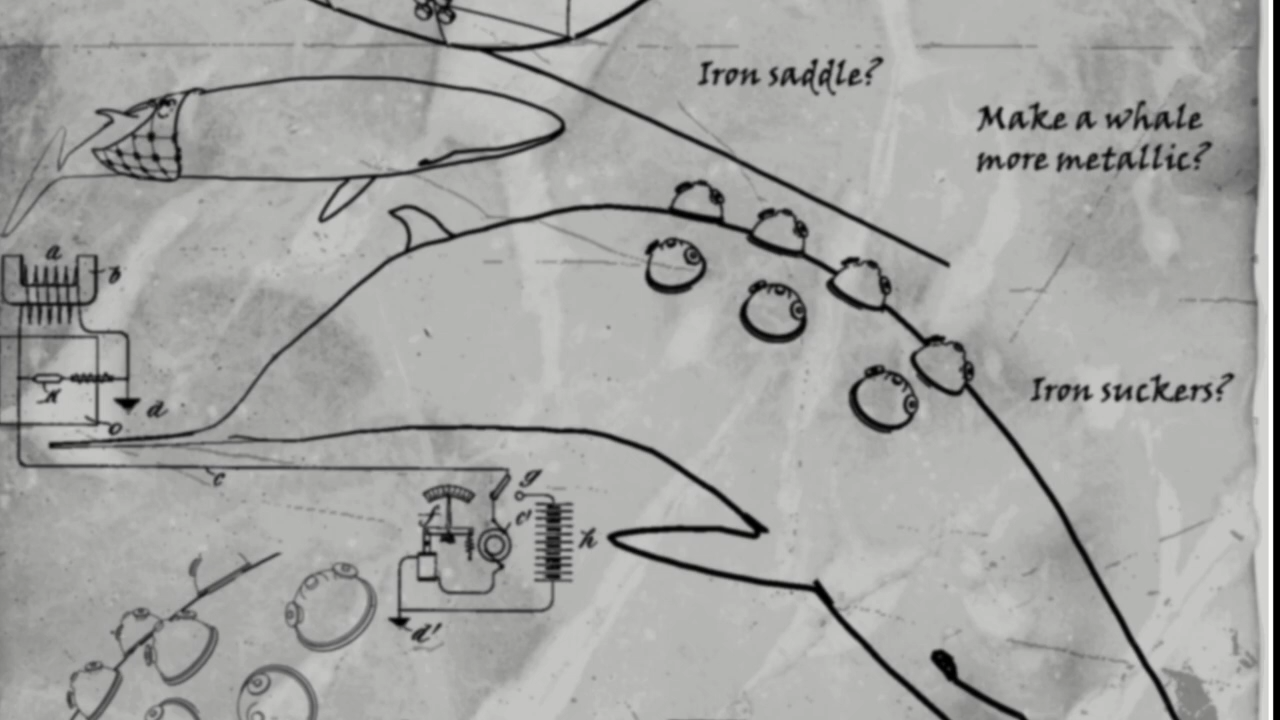 Iron saddle?
Make a whale
more metallic?
a
b
d
o
c
g
f
c'
h
d'
Iron suckers?